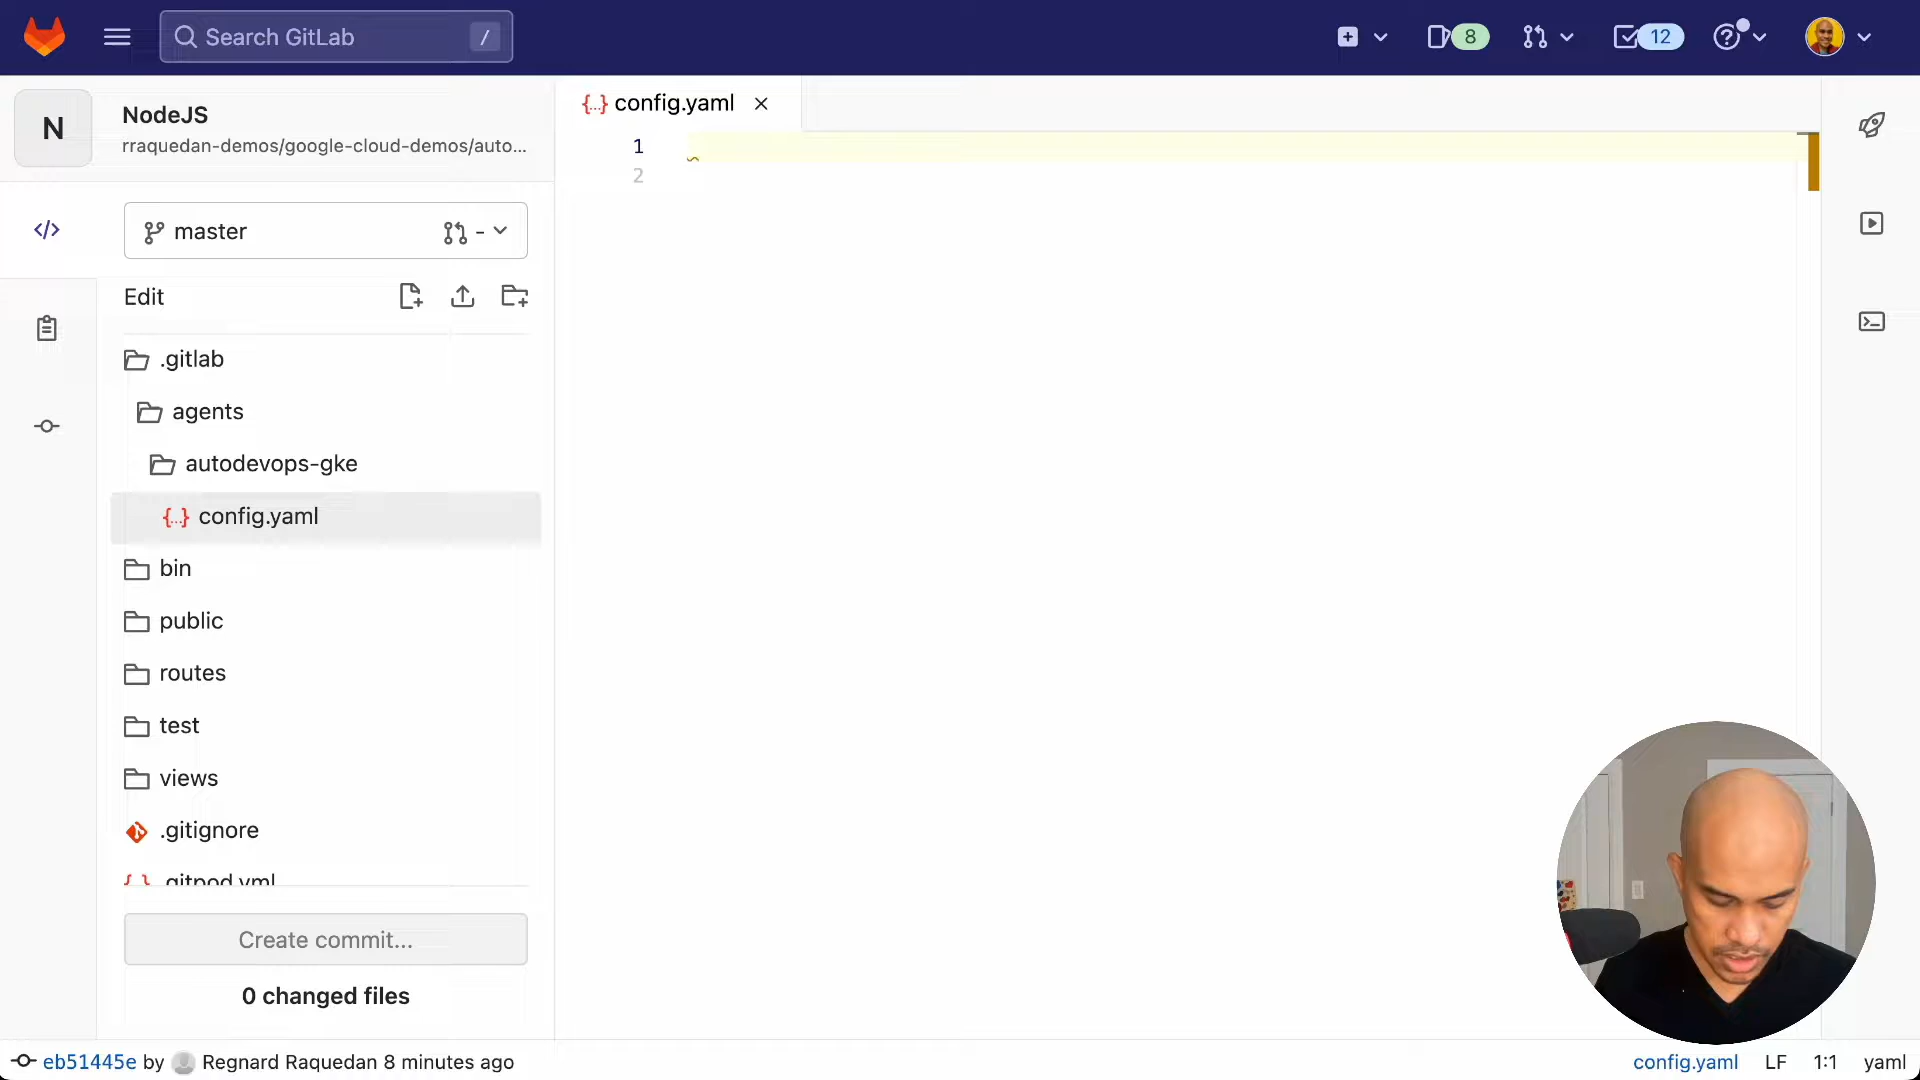 Search GitLab /
8
12
N
NodeJS
rraquedan-demos/google-cloud-demos/auto...
{..} config.yaml
1
2
master -
Edit
.gitlab
agents
autodevops-gke
{..} config.yaml
bin
public
routes
test
views
.gitignore
.gitpod.yml
Create commit...
0 changed files
eb51445e by Regnard Raquedan 8 minutes ago
config.yaml LF 1:1 yaml